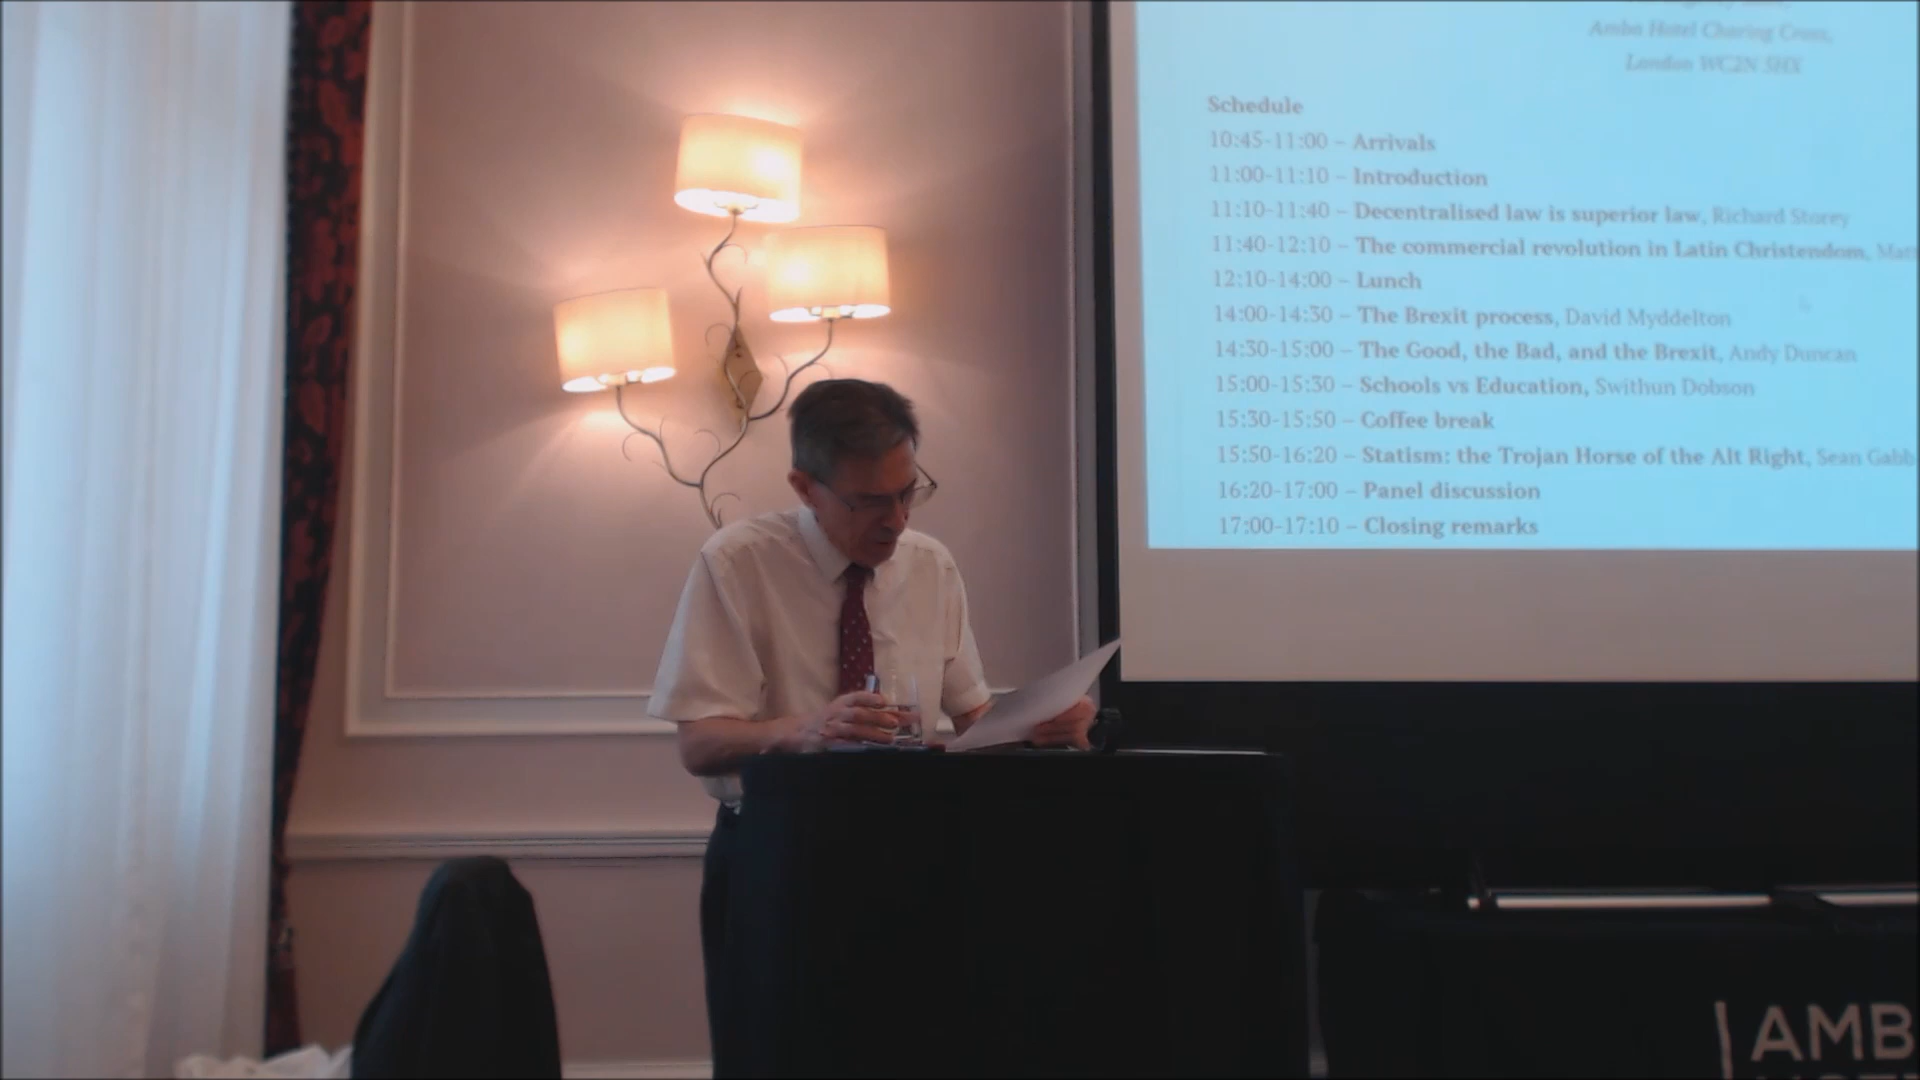 Amba Hotel Charing Cross,
London WC2N 5HX
Schedule
10:45-11:00 – Arrivals
11:00-11:10 – Introduction
11:10-11:40 – Decentralised law is superior law, Richard Storey
11:40-12:10 – The commercial revolution in Latin Christendom,
12:10-14:00 – Lunch
14:00-14:30 – The Brexit process, David Myddelton
14:30-15:00 – The Good, the Bad, and the Brexit, Andy Duncan
15:00-15:30 – Schools vs Education, Swithun Dobson
15:30-15:50 – Coffee break
15:50-16:20 – Statism: the Trojan Horse of the Alt Right, Sean Gabb
16:20-17:00 – Panel discussion
17:00-17:10 – Closing remarks
AMB